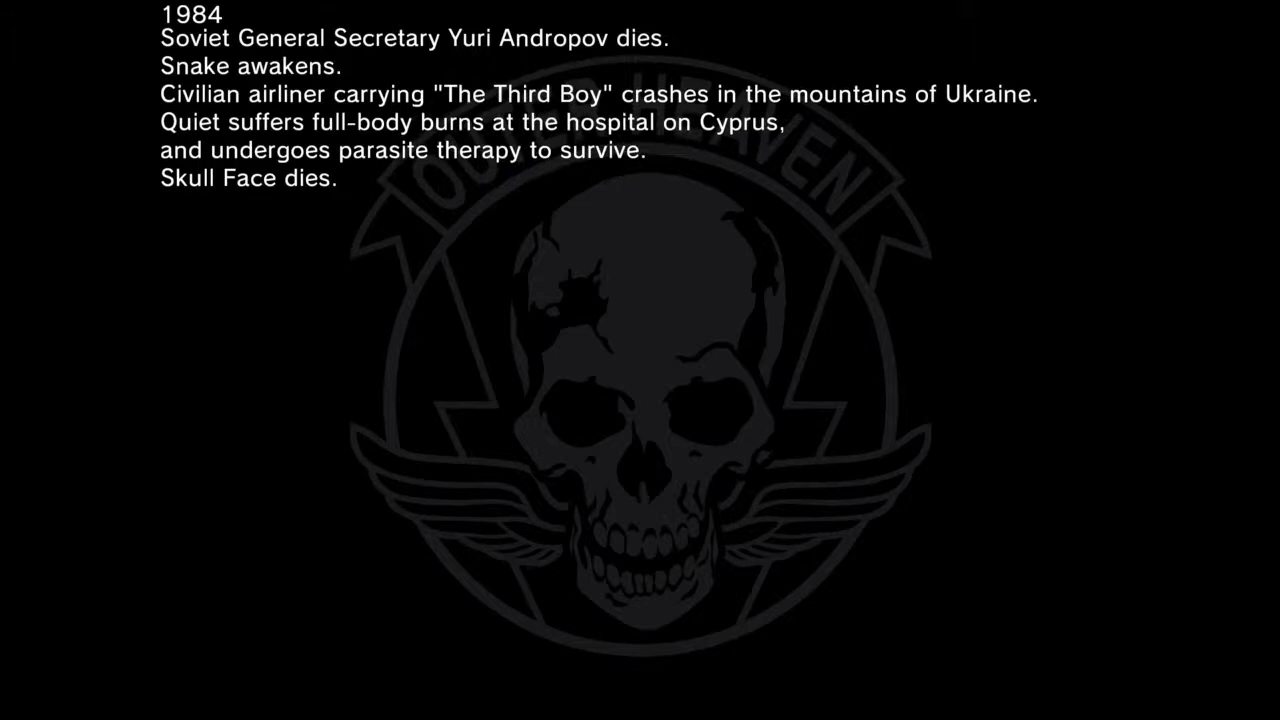 1984
Soviet General Secretary Yuri Andropov dies.
Snake awakens.
Civilian airliner carrying "The Third Boy" crashes in the mountains of Ukraine.
Quiet suffers full-body burns at the hospital on Cyprus,
and undergoes parasite therapy to survive.
Skull Face dies.
OUTER HEAVEN